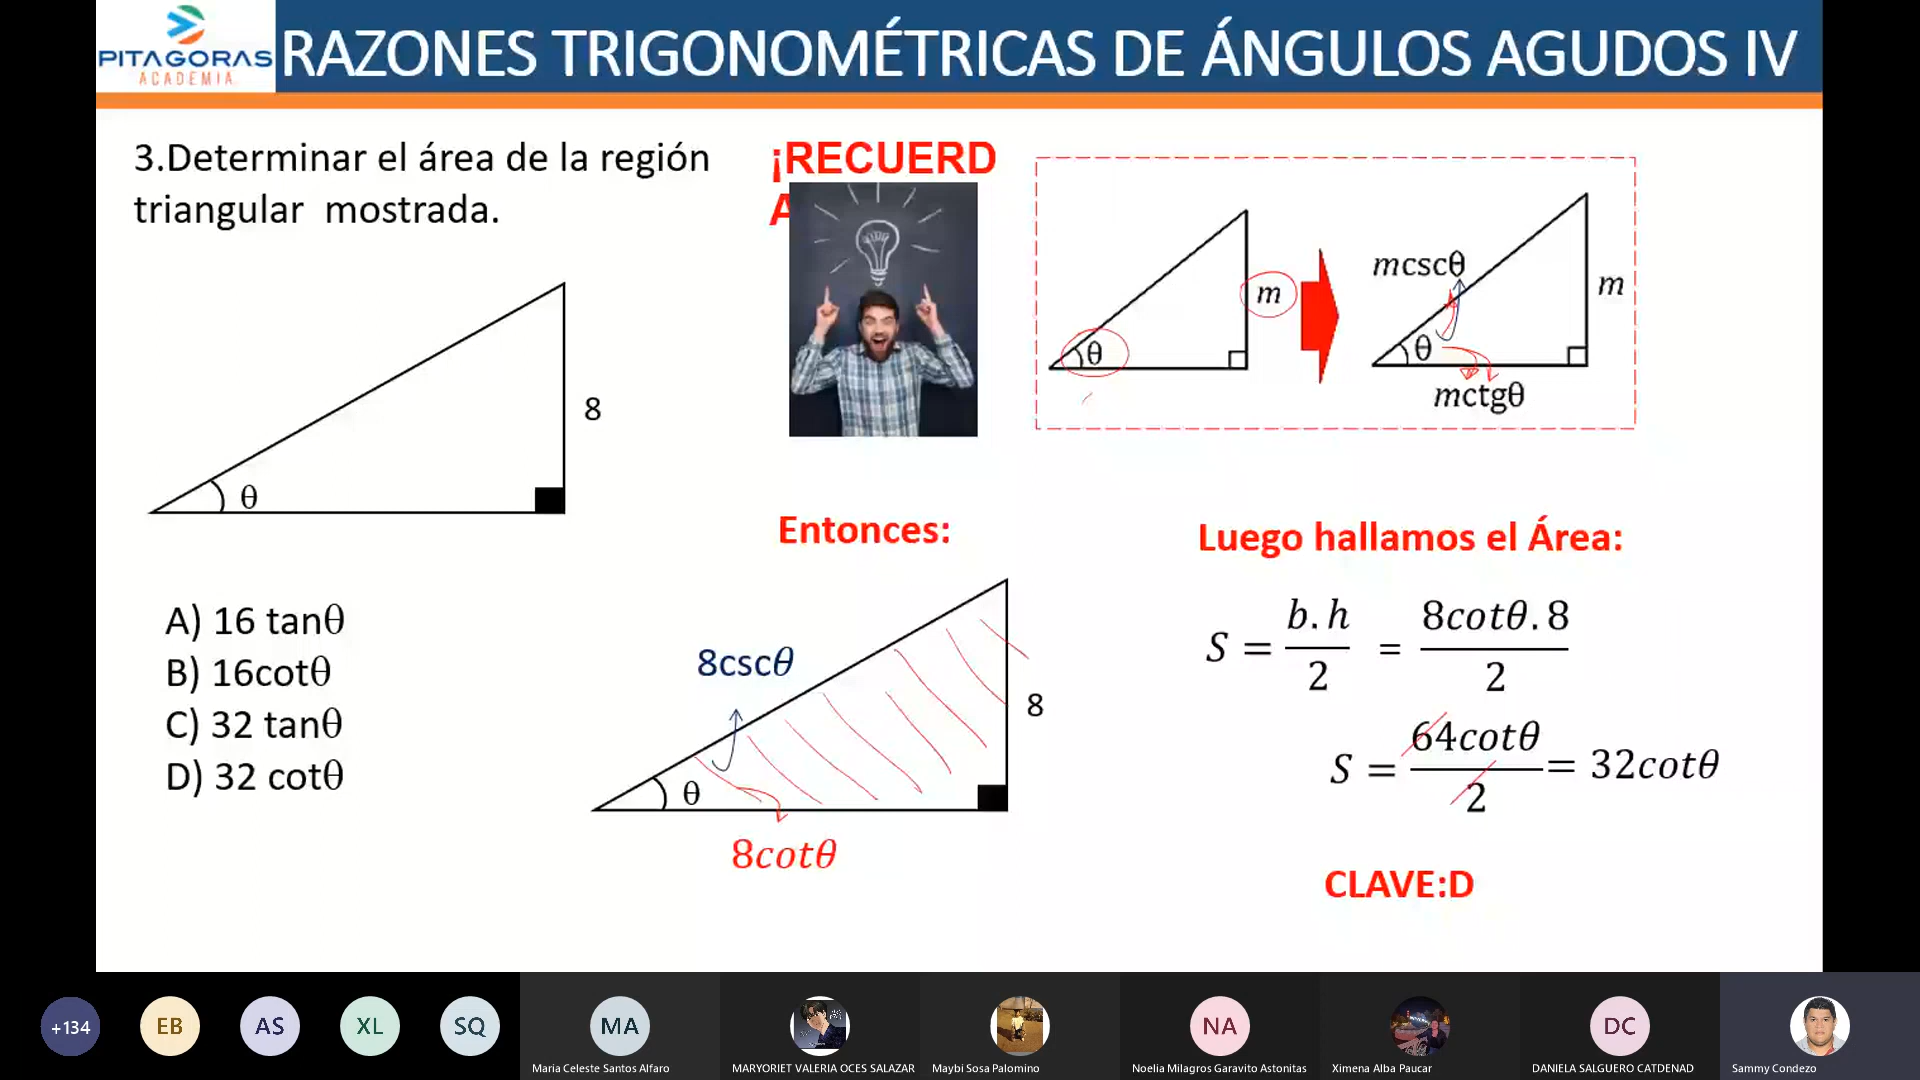 PITAGORAS
ACADEMIA
RAZONES TRIGONOMÉTRICAS DE ÁNGULOS AGUDOS IV
3.Determinar el área de la región
triangular mostrada.
8
θ
A) 16 tanθ
B) 16cotθ
C) 32 tanθ
D) 32 cotθ
¡RECUERD
A
m
θ
mcscθ
m
θ
mctgθ
Entonces:
8cscθ
8
θ
8cotθ
Luego hallamos el Área:
S = b.h/2 = 8cotθ.8/2
S = 64cotθ/2 = 32cotθ
CLAVE:D
+134
EB
AS
XL
SQ
MA
NA
DC
Maria Celeste Santos Alfaro
MARYORIET VALERIA OCES SALAZAR
Maybi Sosa Palomino
Noelia Milagros Garavito Astonitas
Ximena Alba Paucar
DANIELA SALGUERO CATDENAD
Sammy Condezo